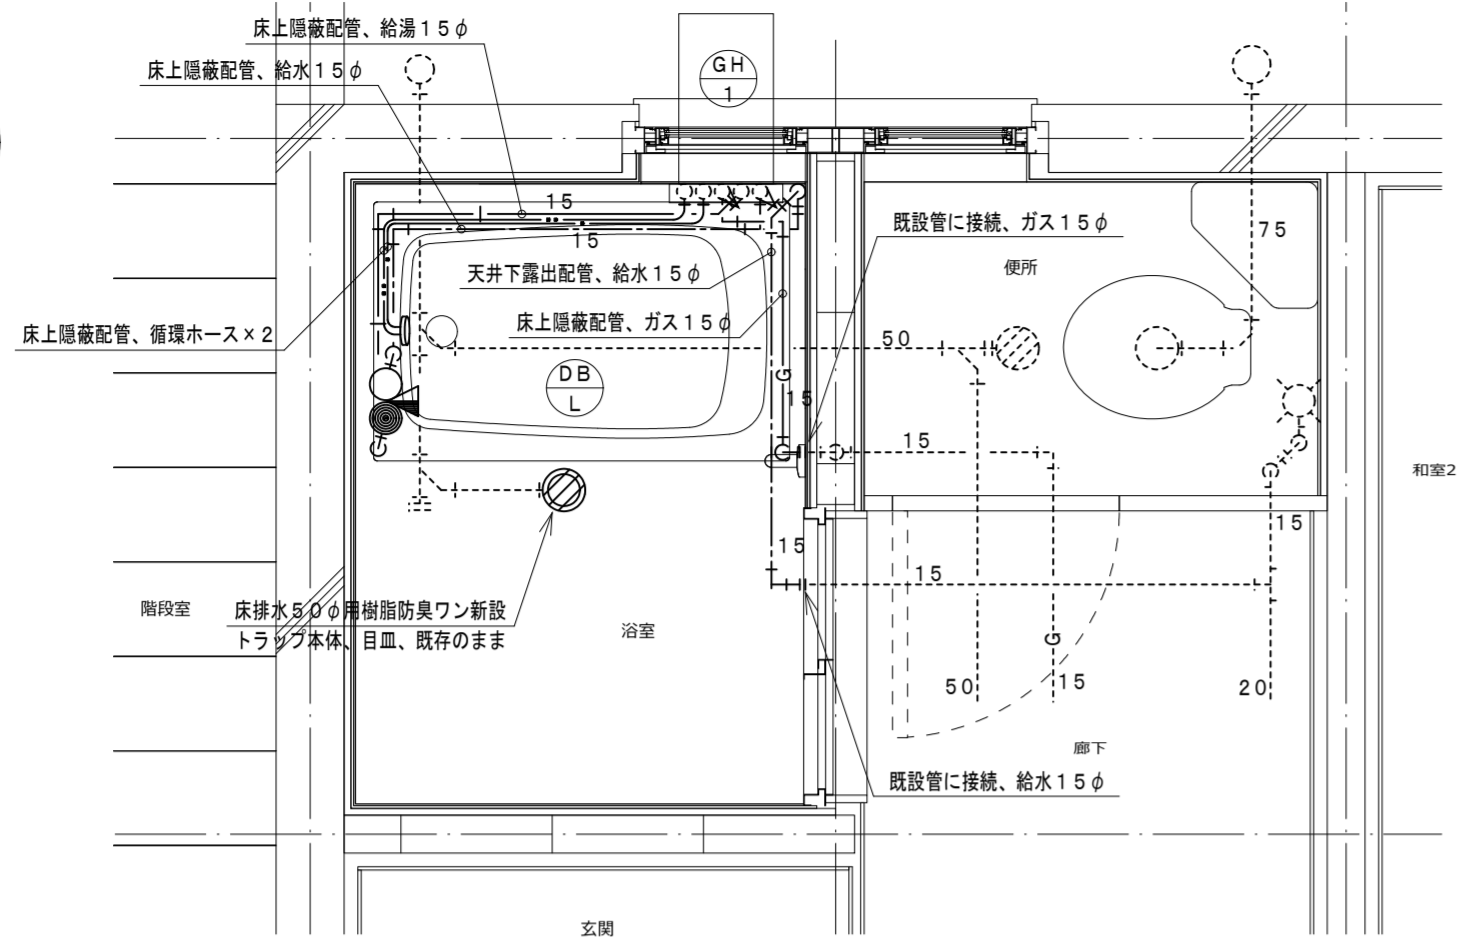 床上隠蔽配管、給湯１５φ
床上隠蔽配管、給水１５φ
GH
1
15
15
既設管に接続、ガス１５φ
75
便所
天井下露出配管、給水１５φ
床上隠蔽配管、ガス１５φ
床上隠蔽配管、循環ホース×２
50
DB
L
G
15
15
和室2
15
15
15
階段室
床排水５０φ用樹脂防臭ワン新設
トラップ本体、目皿、既存のまま
浴室
G
50
15
20
廊下
既設管に接続、給水１５φ
玄関